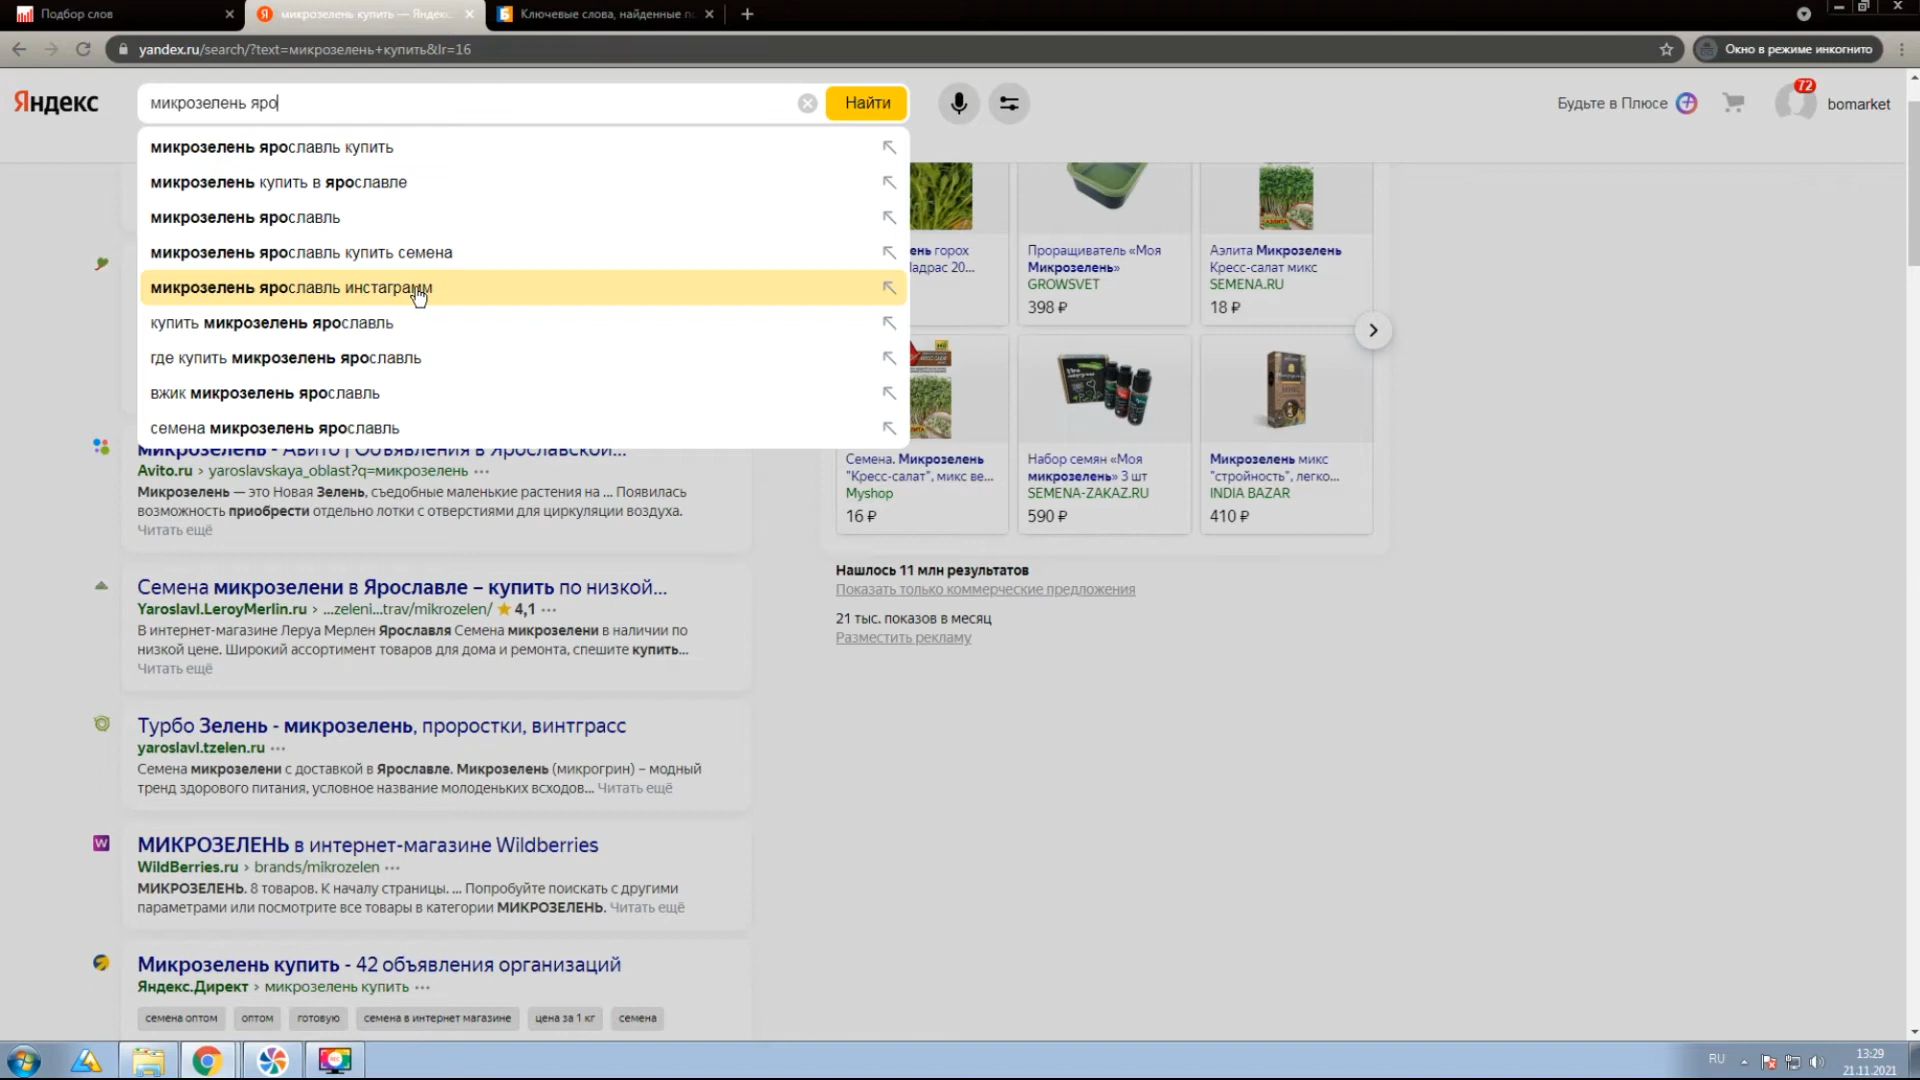 Подбор слов
микрозелень купить — Яндекс
Ключевые слова, найденные по
yandex.ru/search/?text=микрозелень+купить&lr=16
Окно в режиме инкогнито
Яндекс
микрозелень яро
Найти
Будьте в Плюсе
72
bomarket
микрозелень ярославль купить
микрозелень купить в ярославле
микрозелень ярославль
микрозелень ярославль купить семена
микрозелень ярославль инстаграмм
купить микрозелень ярославль
где купить микрозелень ярославль
вжик микрозелень ярославль
семена микрозелень ярославль
ень горох
адрас 20...
Проращиватель «Моя
Микрозелень»
GROWSVET
398 ₽
Аэлита Микрозелень
Кресс-салат микс
SEMENA.RU
18 ₽
Семена. Микрозелень
"Кресс-салат", микс ве...
Myshop
16 ₽
Набор семян «Моя
микрозелень» 3 шт
SEMENA-ZAKAZ.RU
590 ₽
Микрозелень микс
"стройность", легко...
INDIA BAZAR
410 ₽
Нашлось 11 млн результатов
Показать только коммерческие предложения
21 тыс. показов в месяц
Разместить рекламу
Микрозелень - Авито | Объявления в Ярославской...
Avito.ru › yaroslavskaya_oblast?q=микрозелень ···
Микрозелень — это Новая Зелень, съедобные маленькие растения на ... Появилась
возможность приобрести отдельно лотки с отверстиями для циркуляции воздуха.
Читать ещё
Семена микрозелени в Ярославле – купить по низкой...
Yaroslavl.LeroyMerlin.ru › ...zeleni...trav/mikrozelen/ 4,1 ···
В интернет-магазине Леруа Мерлен Ярославля Семена микрозелени в наличии по
низкой цене. Широкий ассортимент товаров для дома и ремонта, спешите купить...
Читать ещё
Турбо Зелень - микрозелень, проростки, винтграсс
yaroslavl.tzelen.ru ···
Семена микрозелени с доставкой в Ярославле. Микрозелень (микрогрин) – модный
тренд здорового питания, условное название молоденьких всходов... Читать ещё
МИКРОЗЕЛЕНЬ в интернет-магазине Wildberries
WildBerries.ru › brands/mikrozelen ···
МИКРОЗЕЛЕНЬ. 8 товаров. К началу страницы. ... Попробуйте поискать с другими
параметрами или посмотрите все товары в категории МИКРОЗЕЛЕНЬ. Читать ещё
Микрозелень купить - 42 объявления организаций
Яндекс.Директ › микрозелень купить ···
семена оптом
оптом
готовую
семена в интернет магазине
цена за 1 кг
семена
RU
13:29
21.11.2021